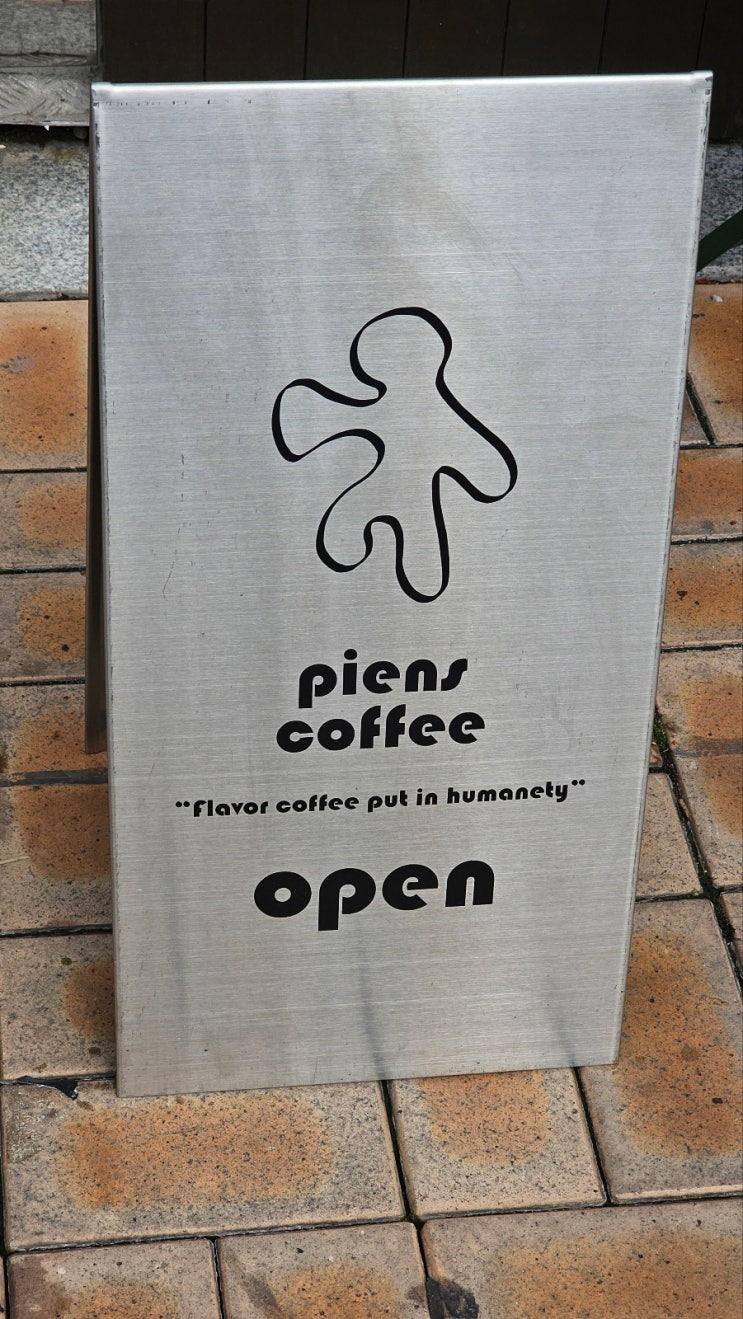 piens
coffee
"Flavor coffee put in humanety"
open